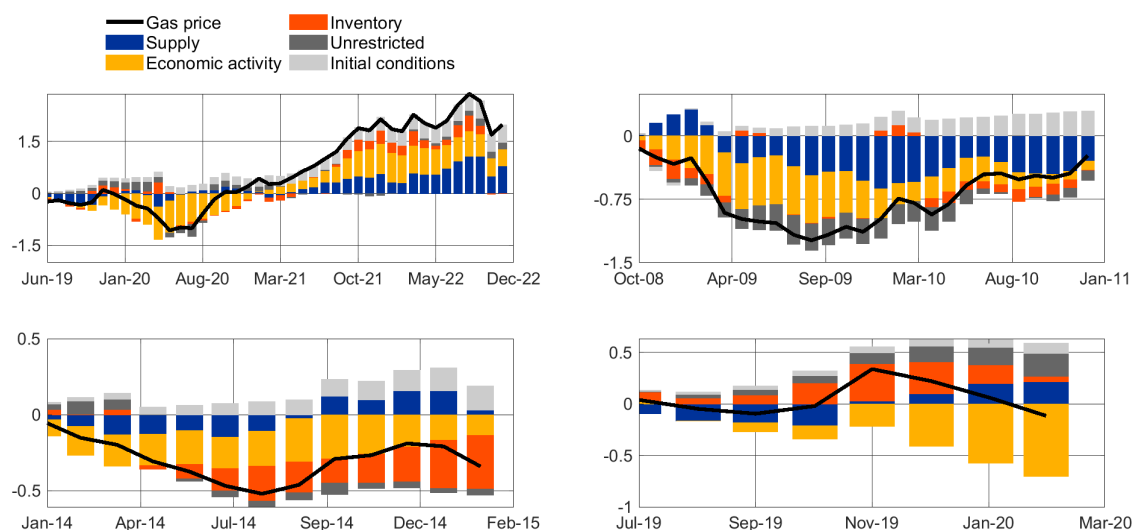 Gas price
Inventory
Supply
Unrestricted
Economic activity
Initial conditions
1.5
0
-1.5
Jun-19 Jan-20 Aug-20 Mar-21 Oct-21 May-22 Dec-22
0
-0.75
-1.5
Oct-08 Apr-09 Sep-09 Mar-10 Aug-10 Jan-11
0.5
0
-0.5
Jan-14 Apr-14 Jul-14 Sep-14 Dec-14 Feb-15
0.5
0
-0.5
-1
Jul-19 Sep-19 Nov-19 Jan-20 Mar-20